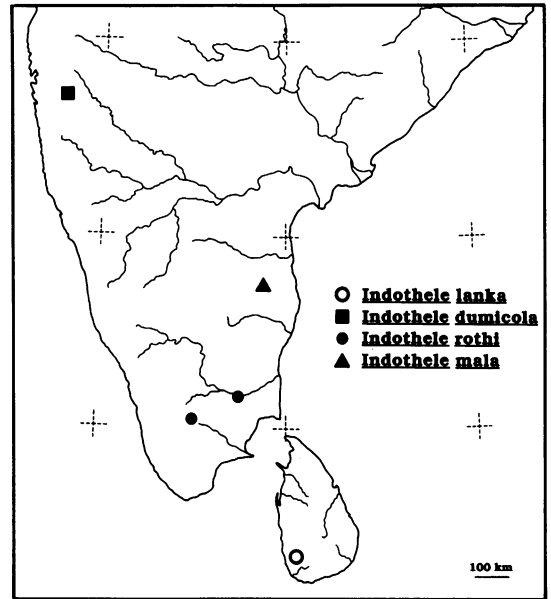 Indothele lanka
Indothele dumicola
Indothele rothi
Indothele mala
100 km